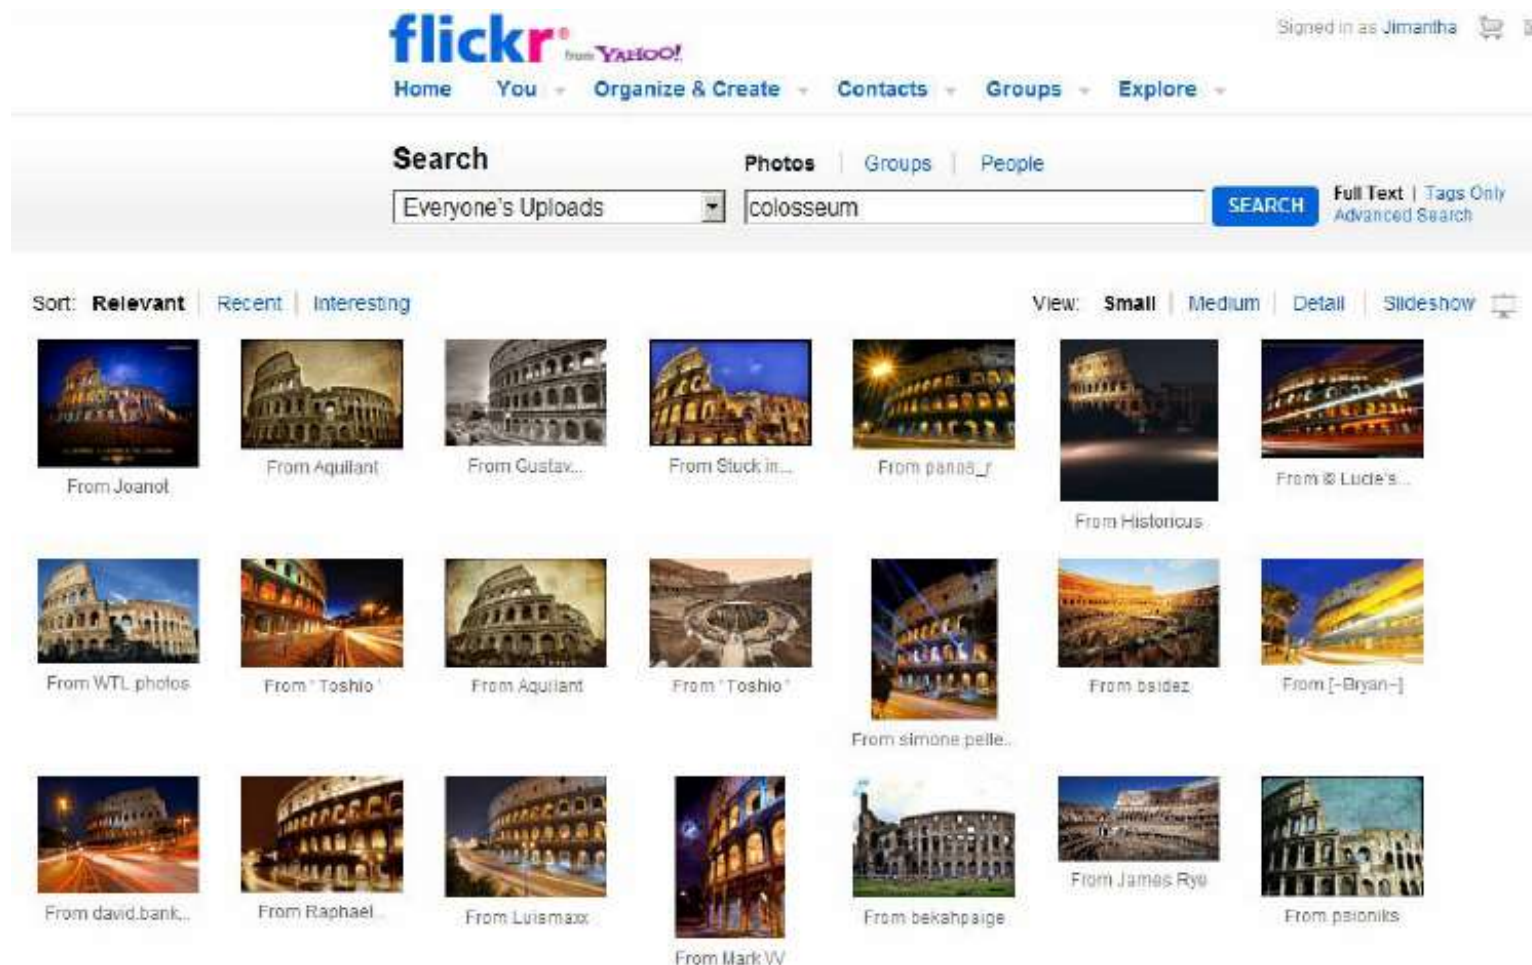 flickr® from YAHOO!
Signed in as Jimantha
Home You Organize & Create Contacts Groups Explore
Search
Photos | Groups | People
Everyone's Uploads
colosseum
SEARCH
Full Text | Tags Only
Advanced Search
Sort: Relevant | Recent | Interesting
View: Small | Medium | Detail | Slideshow
From Joanot
From Aquilant
From Gustav...
From Stuck in...
From panos_r
From Historicus
From © Lucie's...
From WTL photos
From "Toshio"
From Aquilant
From "Toshio"
From simone.pelle..
From bsidez
From [~Bryan~]
From david.bank...
From Raphael...
From Luismaxx
From Mark VV
From bekahpaige
From James Rye
From psioniks